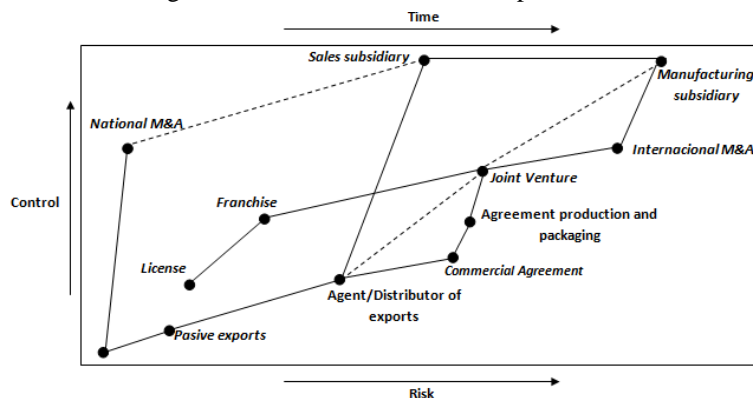 Time
Sales subsidiary
Manufacturing
subsidiary
National M&A
Internacional M&A
Control
Franchise
Joint Venture
Agreement production and
packaging
License
Commercial Agreement
Agent/Distributor of
exports
Pasive exports
Risk